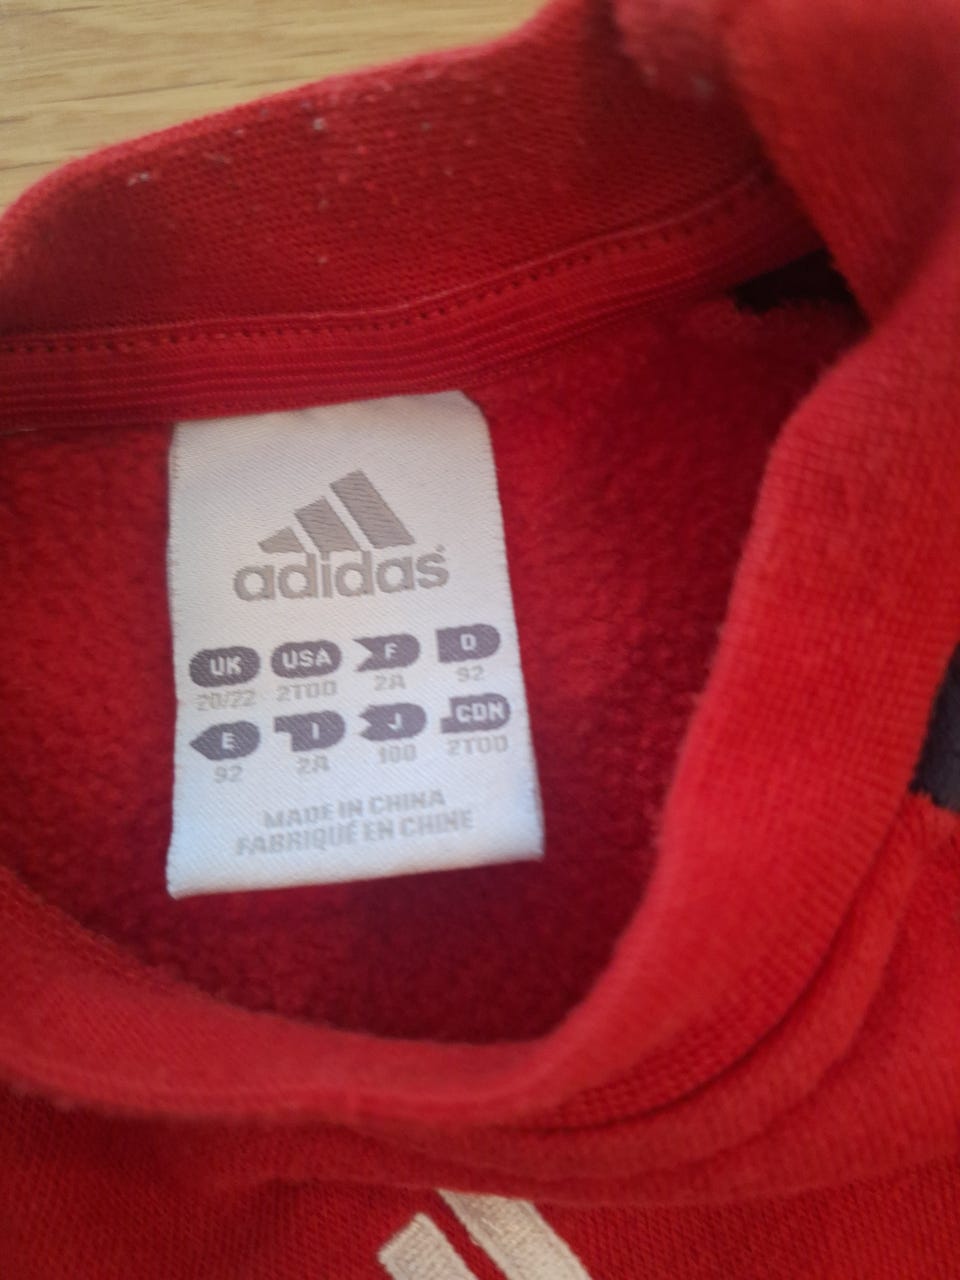 adidas®
UK USA F D
20/22 2TOD 2A 92
E I J CDN
92 2A 100 2TOD
MADE IN CHINA
FABRIQUÉ EN CHINE